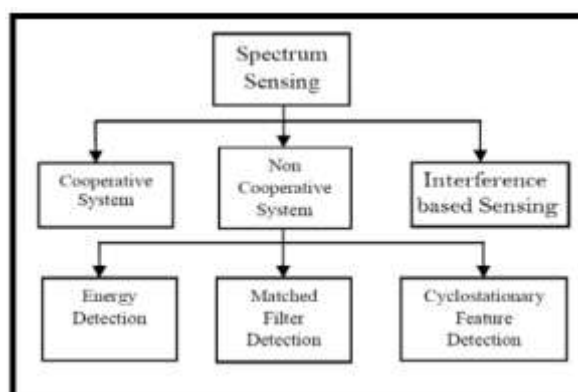 Spectrum
Sensing
Cooperative
System
Non
Cooperative
System
Interference
based Sensing
Energy
Detection
Matched
Filter
Detection
Cyclostationary
Feature
Detection